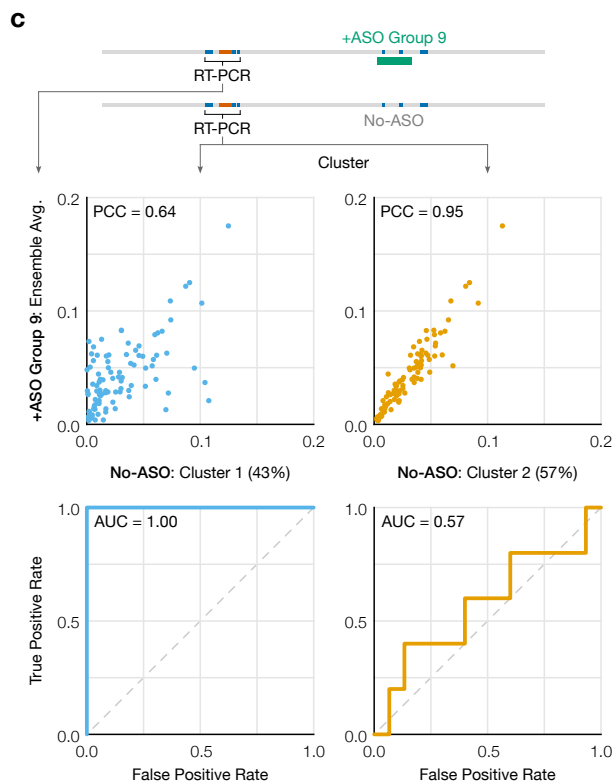 c
+ASO Group 9
RT-PCR
No-ASO
RT-PCR
Cluster
+ASO Group 9: Ensemble Avg.
0.2
0.1
0.0
PCC = 0.64
0.0 0.1 0.2
No-ASO: Cluster 1 (43%)
0.2
0.1
0.0
PCC = 0.95
0.0 0.1 0.2
No-ASO: Cluster 2 (57%)
True Positive Rate
1.0
0.5
0.0
AUC = 1.00
0.0 0.5 1.0
False Positive Rate
1.0
0.5
0.0
AUC = 0.57
0.0 0.5 1.0
False Positive Rate